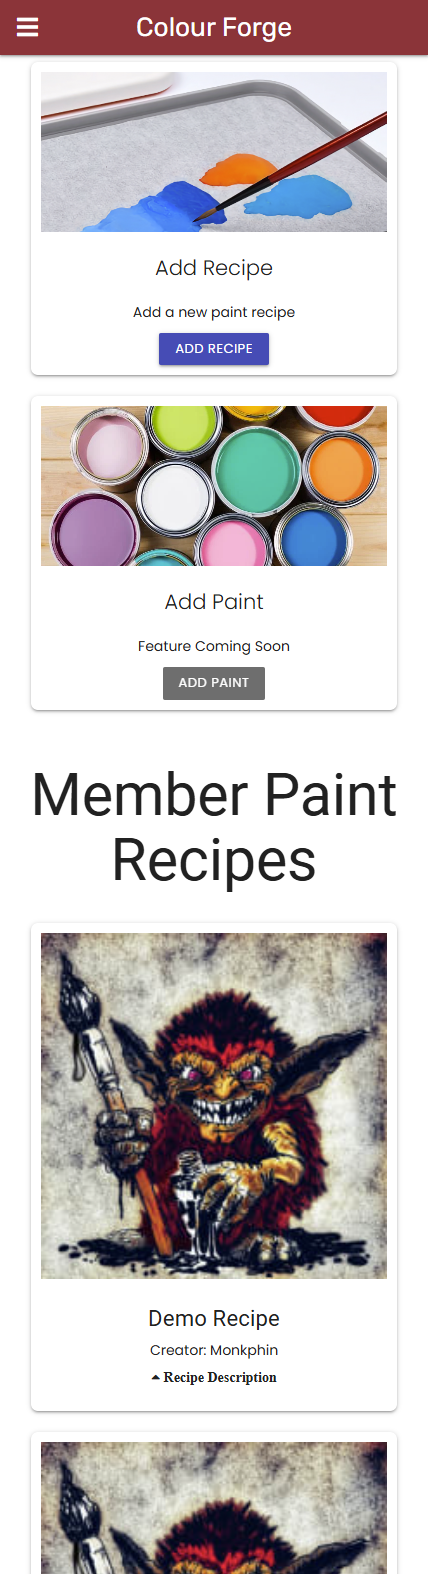 Colour Forge
Add Recipe
Add a new paint recipe
ADD RECIPE
Add Paint
Feature Coming Soon
ADD PAINT
Member Paint
Recipes
Demo Recipe
Creator: Monkphin
Recipe Description